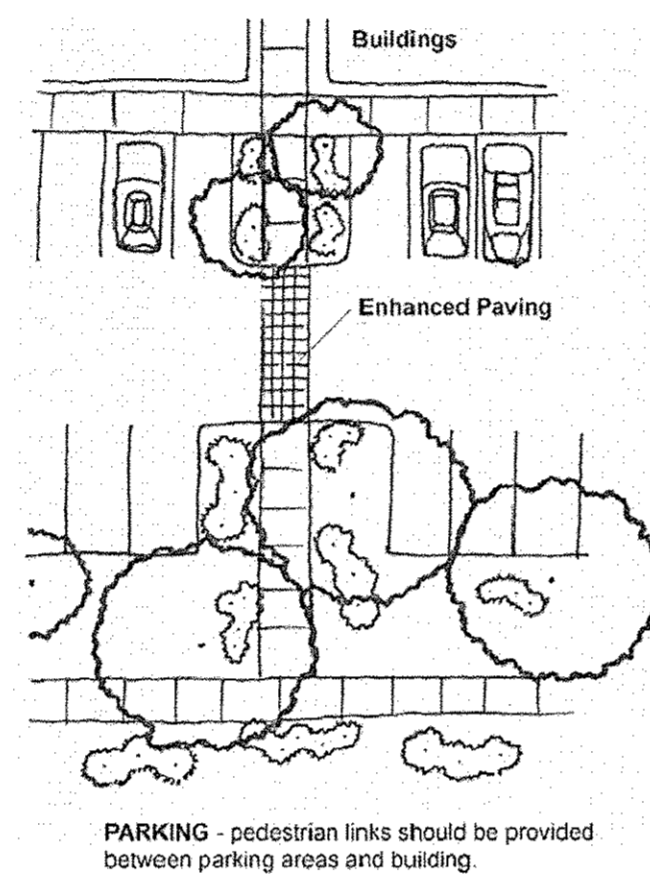 Buildings
Enhanced Paving
PARKING - pedestrian links should be provided
between parking areas and building.